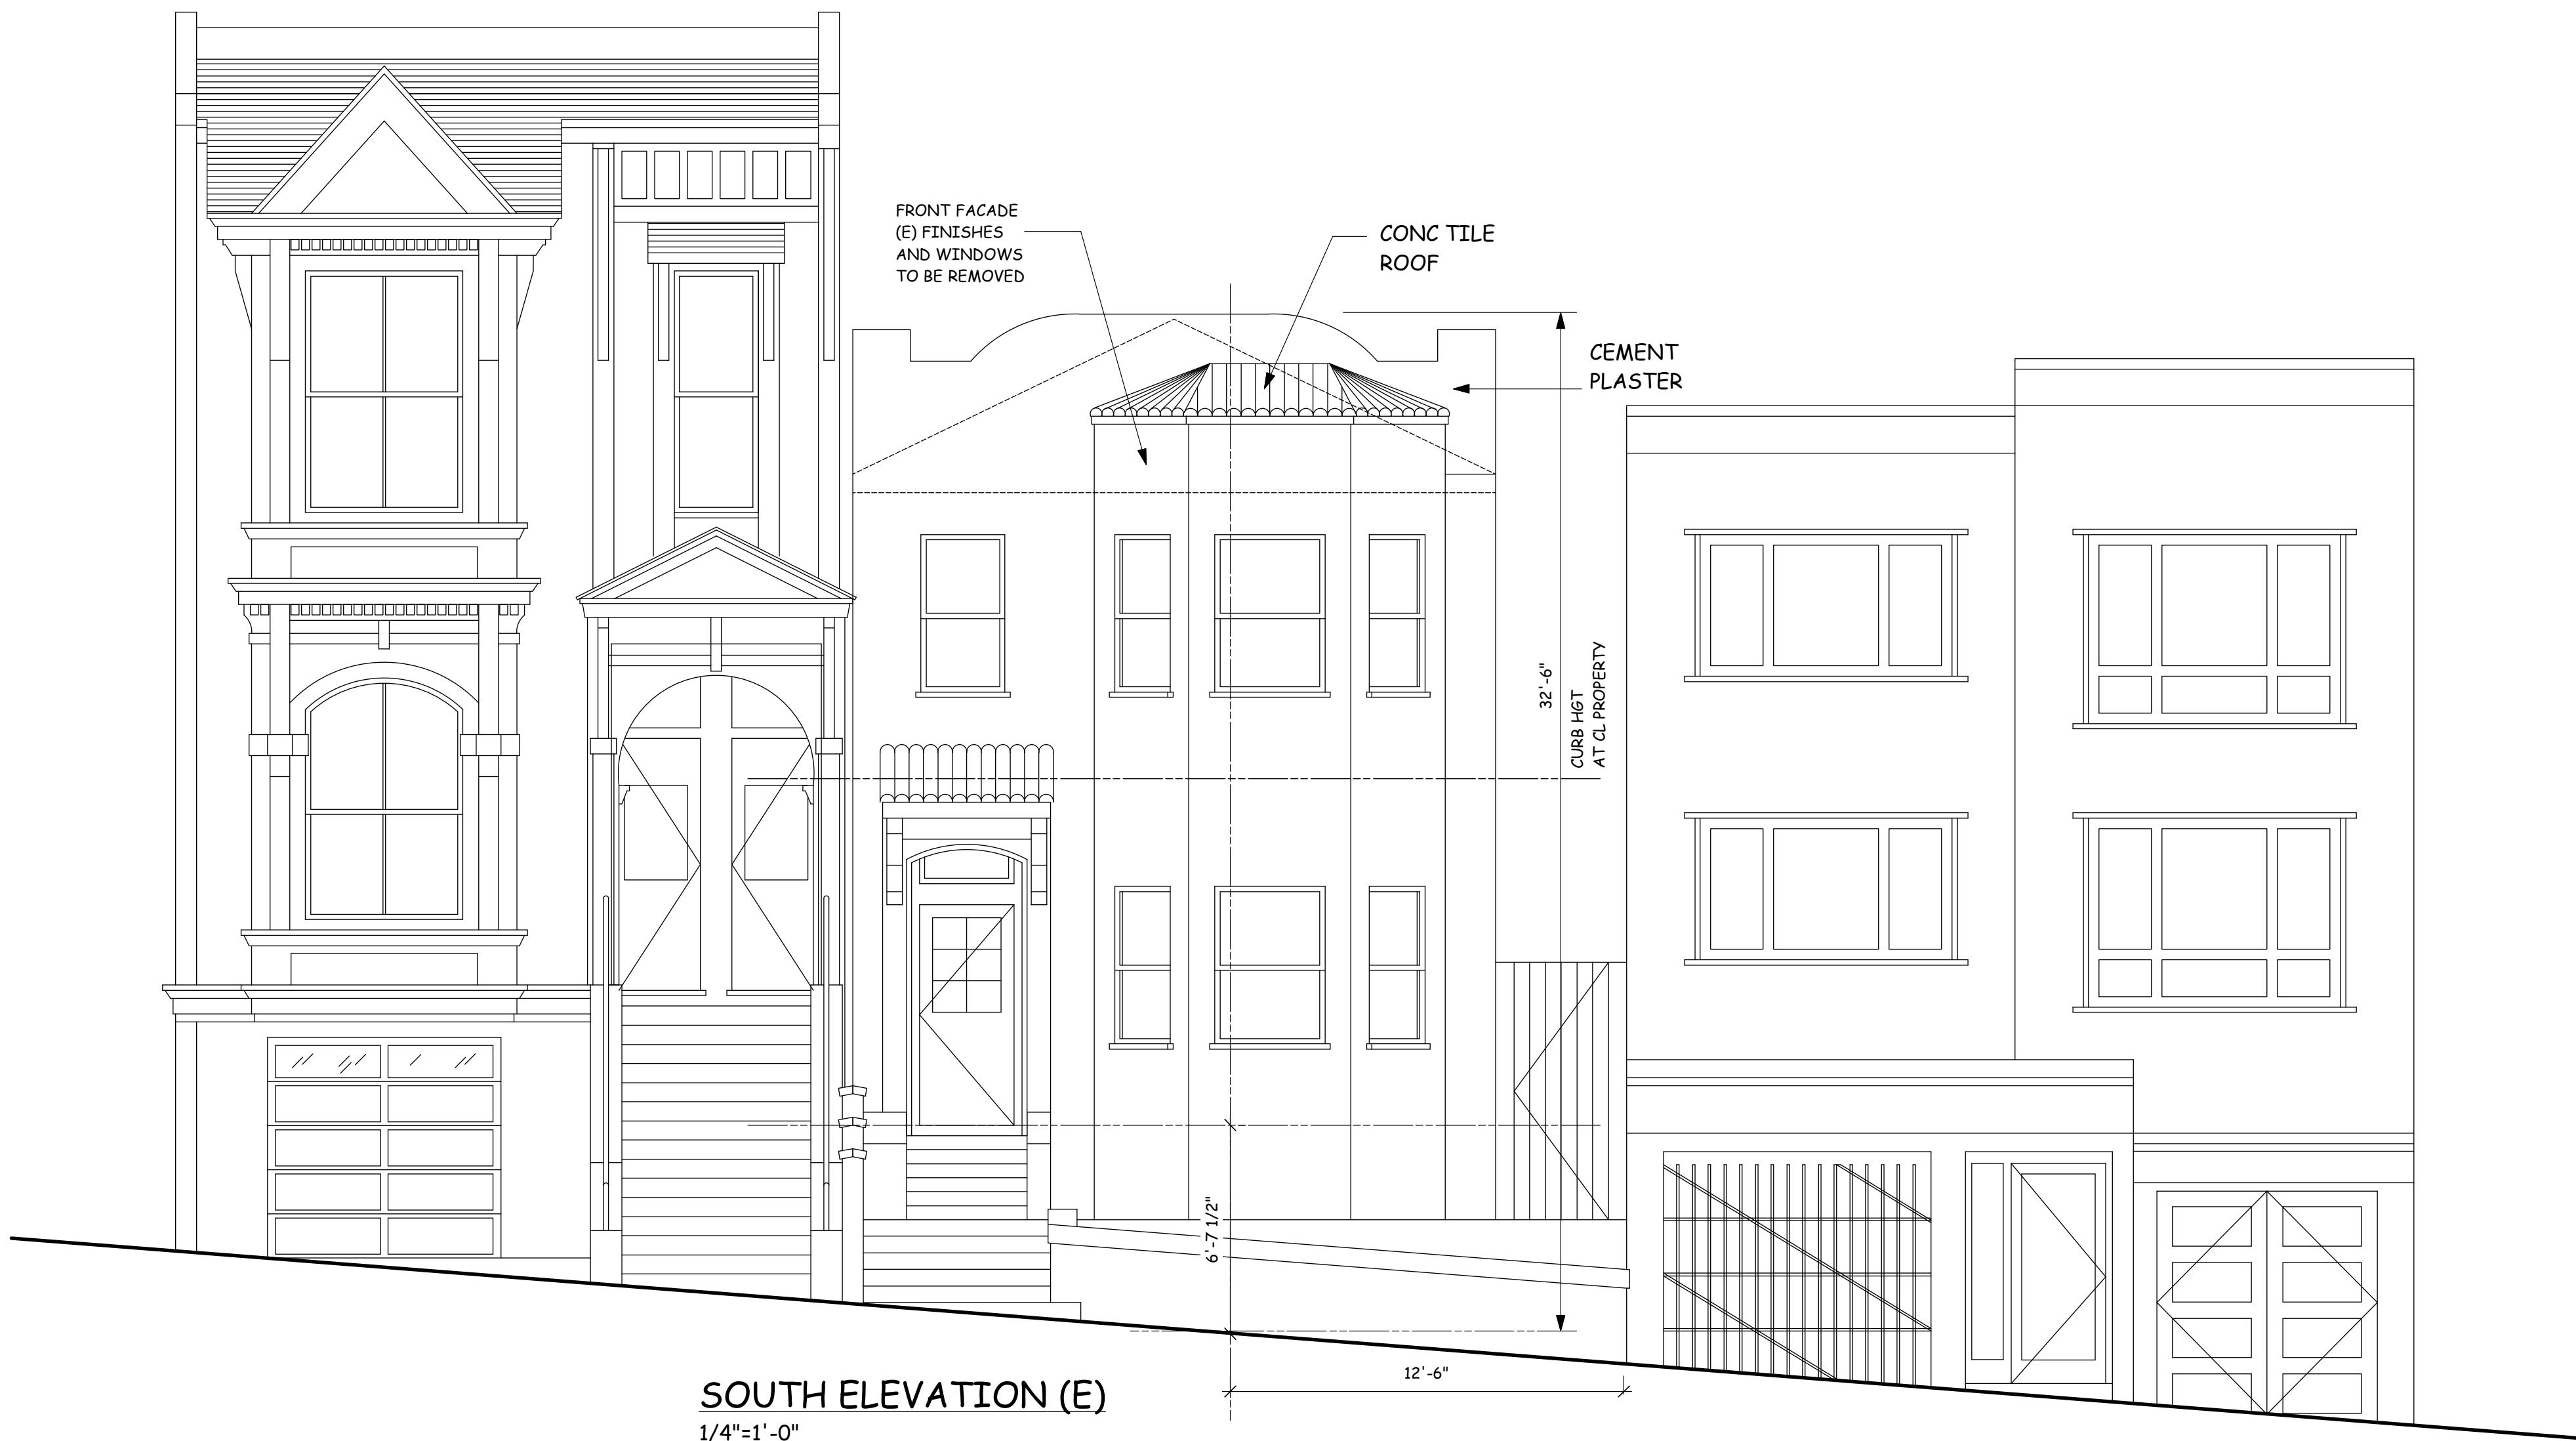 FRONT FACADE
(E) FINISHES
AND WINDOWS
TO BE REMOVED
CONC TILE
ROOF
CEMENT
PLASTER
32'-6"
CURB HGT
AT CL PROPERTY
6'-7 1/2"
12'-6"
SOUTH ELEVATION (E)
1/4"=1'-0"